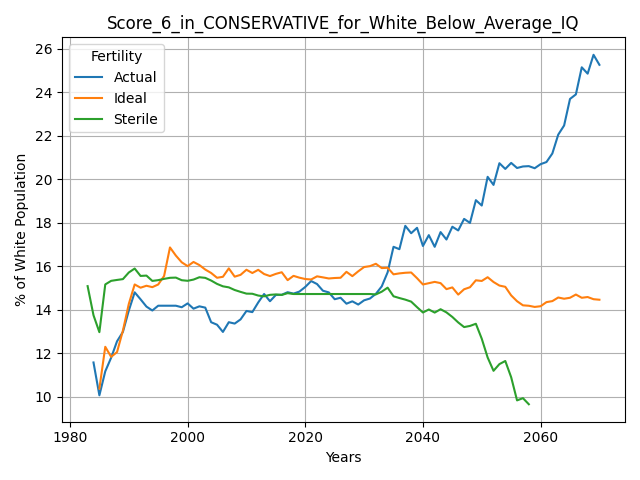 Score_6_in_CONSERVATIVE_for_White_Below_Average_IQ
% of White Population
26
24
22
20
18
16
14
12
10
Fertility
Actual
Ideal
Sterile
1980
2000
2020
2040
2060
Years